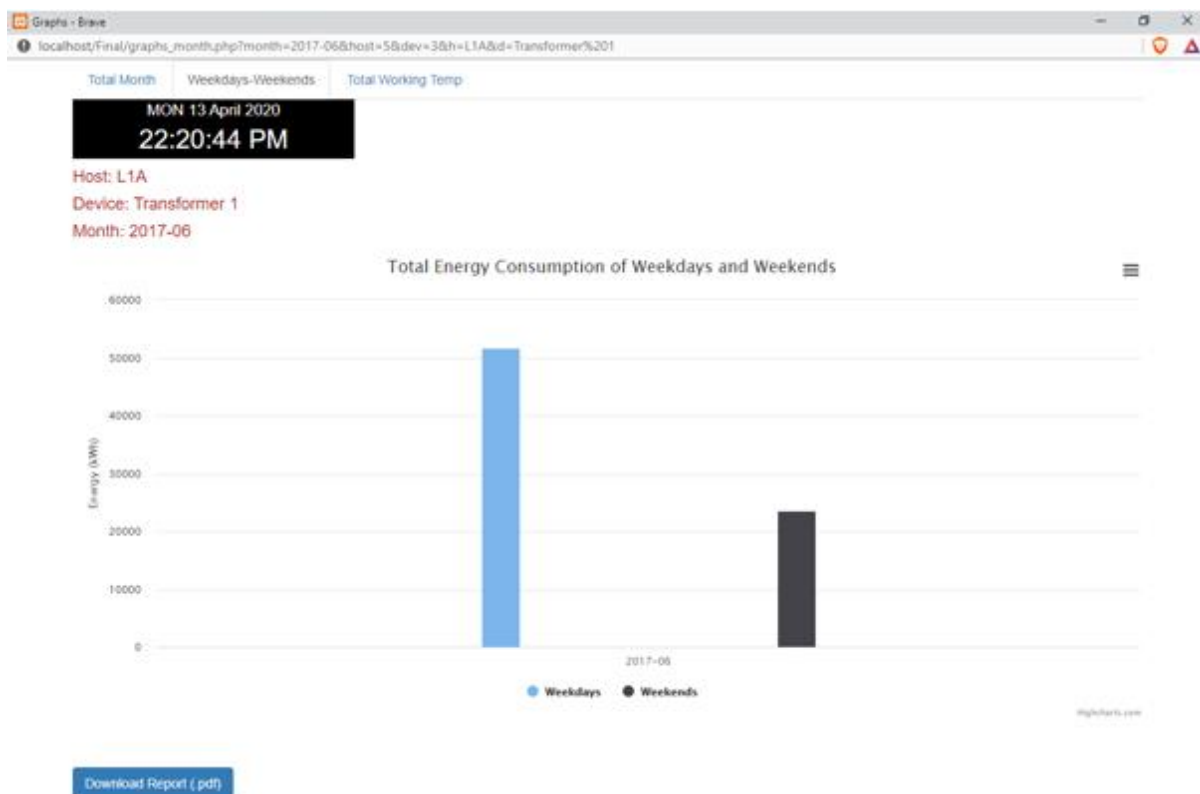 Graphs - Brave
localhost/Final/graphs_month.php?month=2017-06&host=5&dev=3&h=L1A&d=Transformer%201
Total Month Weekdays-Weekends Total Working Temp
MON 13 April 2020
22:20:44 PM
Host: L1A
Device: Transformer 1
Month: 2017-06
Total Energy Consumption of Weekdays and Weekends
60000
50000
40000
Energy (kWh)
30000
20000
10000
0
2017-06
Weekdays Weekends
Highcharts.com
Download Report (.pdf)